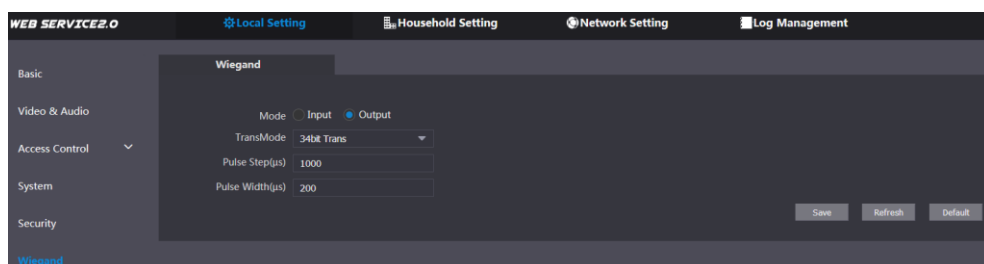 WEB SERVICE2.0 Local Setting Household Setting Network Setting Log Management
Basic
Video & Audio
Access Control
System
Security
Wiegand
Wiegand
Mode Input Output
TransMode 34bit Trans
Pulse Step(μs) 1000
Pulse Width(μs) 200
Save Refresh Default